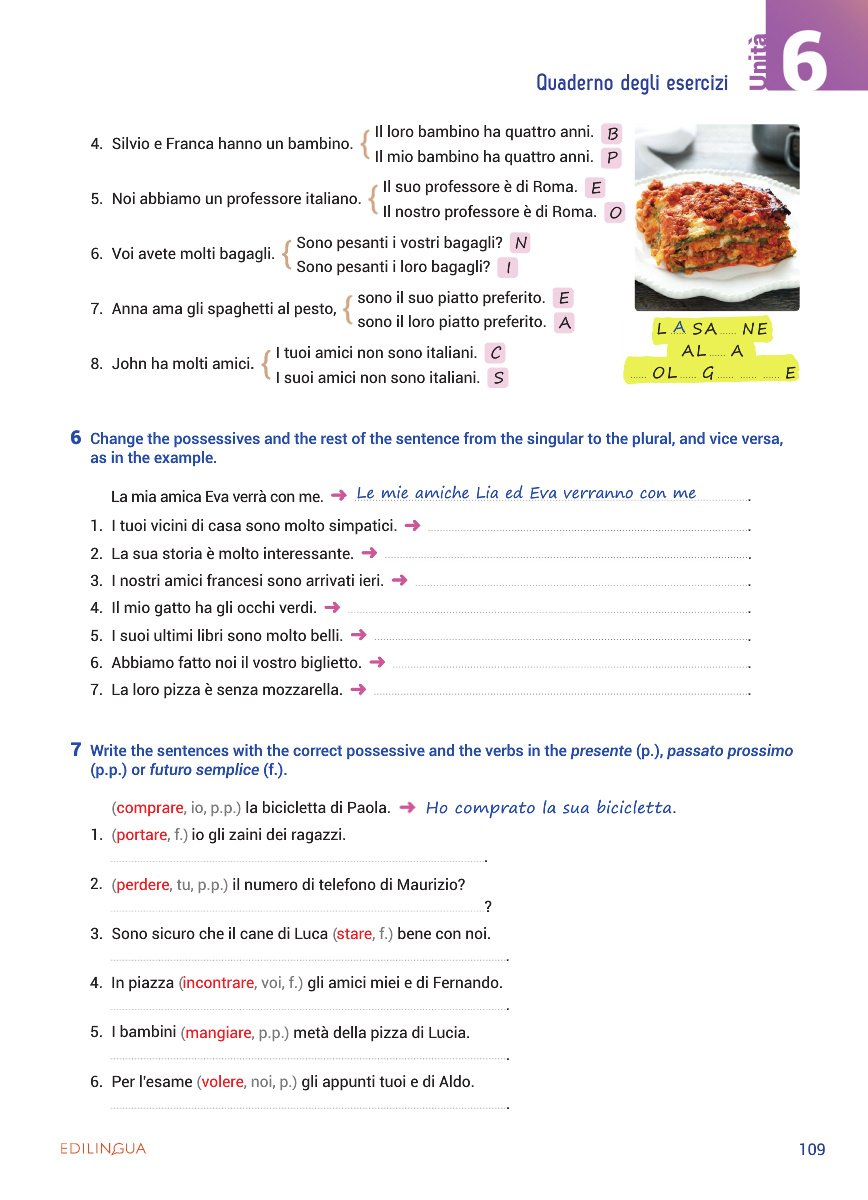 Unità 6
Quaderno degli esercizi
4. Silvio e Franca hanno un bambino. { Il loro bambino ha quattro anni. B
Il mio bambino ha quattro anni. P
5. Noi abbiamo un professore italiano. { Il suo professore è di Roma. E
Il nostro professore è di Roma. O
6. Voi avete molti bagagli. { Sono pesanti i vostri bagagli? N
Sono pesanti i loro bagagli? I
7. Anna ama gli spaghetti al pesto, { sono il suo piatto preferito. E
sono il loro piatto preferito. A
8. John ha molti amici. { I tuoi amici non sono italiani. C
I suoi amici non sono italiani. S
L A SA ...... NE
AL ...... A
...... OL ...... G ...... ...... ...... E
6 Change the possessives and the rest of the sentence from the singular to the plural, and vice versa,
as in the example.
La mia amica Eva verrà con me. ➜ Le mie amiche Lia ed Eva verranno con me .
1. I tuoi vicini di casa sono molto simpatici. ➜ .
2. La sua storia è molto interessante. ➜ .
3. I nostri amici francesi sono arrivati ieri. ➜ .
4. Il mio gatto ha gli occhi verdi. ➜ .
5. I suoi ultimi libri sono molto belli. ➜ .
6. Abbiamo fatto noi il vostro biglietto. ➜ .
7. La loro pizza è senza mozzarella. ➜ .
7 Write the sentences with the correct possessive and the verbs in the presente (p.), passato prossimo
(p.p.) or futuro semplice (f.).
(comprare, io, p.p.) la bicicletta di Paola. ➜ Ho comprato la sua bicicletta.
1. (portare, f.) io gli zaini dei ragazzi.
.
2. (perdere, tu, p.p.) il numero di telefono di Maurizio?
?
3. Sono sicuro che il cane di Luca (stare, f.) bene con noi.
.
4. In piazza (incontrare, voi, f.) gli amici miei e di Fernando.
.
5. I bambini (mangiare, p.p.) metà della pizza di Lucia.
.
6. Per l'esame (volere, noi, p.) gli appunti tuoi e di Aldo.
.
EDILINGUA
109